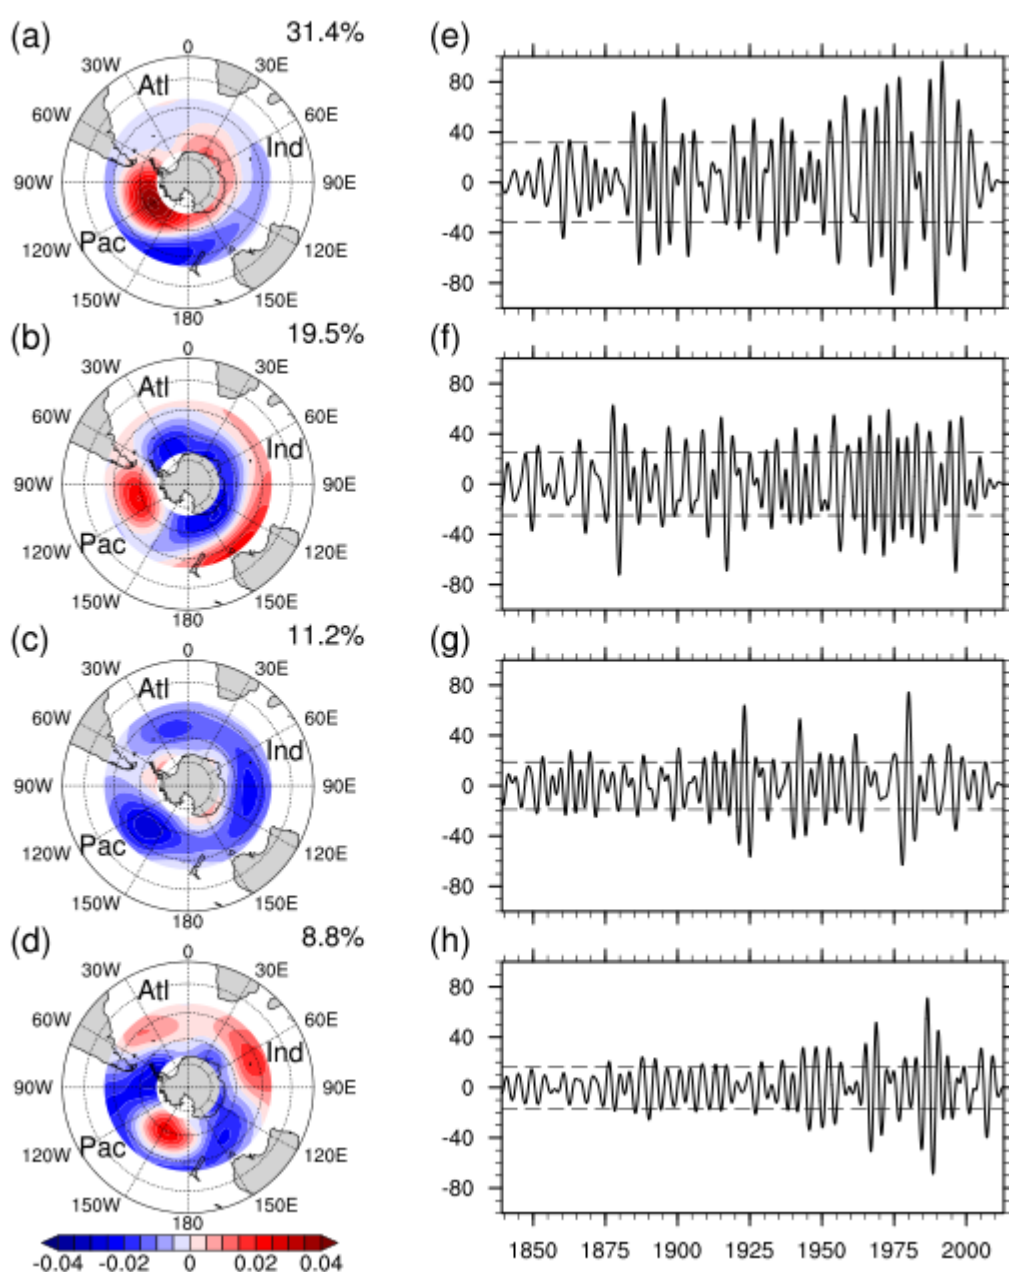 (a) 31.4%
0
30W 30E
60W 60E
90W 90E
120W 120E
150W 150E
180
Atl
Ind
Pac
(e)
80
40
0
-40
-80
(b) 19.5%
0
30W 30E
60W 60E
90W 90E
120W 120E
150W 150E
180
Atl
Ind
Pac
(f)
80
40
0
-40
-80
(c) 11.2%
0
30W 30E
60W 60E
90W 90E
120W 120E
150W 150E
180
Atl
Ind
Pac
(g)
80
40
0
-40
-80
(d) 8.8%
0
30W 30E
60W 60E
90W 90E
120W 120E
150W 150E
180
Atl
Ind
Pac
(h)
80
40
0
-40
-80
-0.04 -0.02 0 0.02 0.04
1850 1875 1900 1925 1950 1975 2000